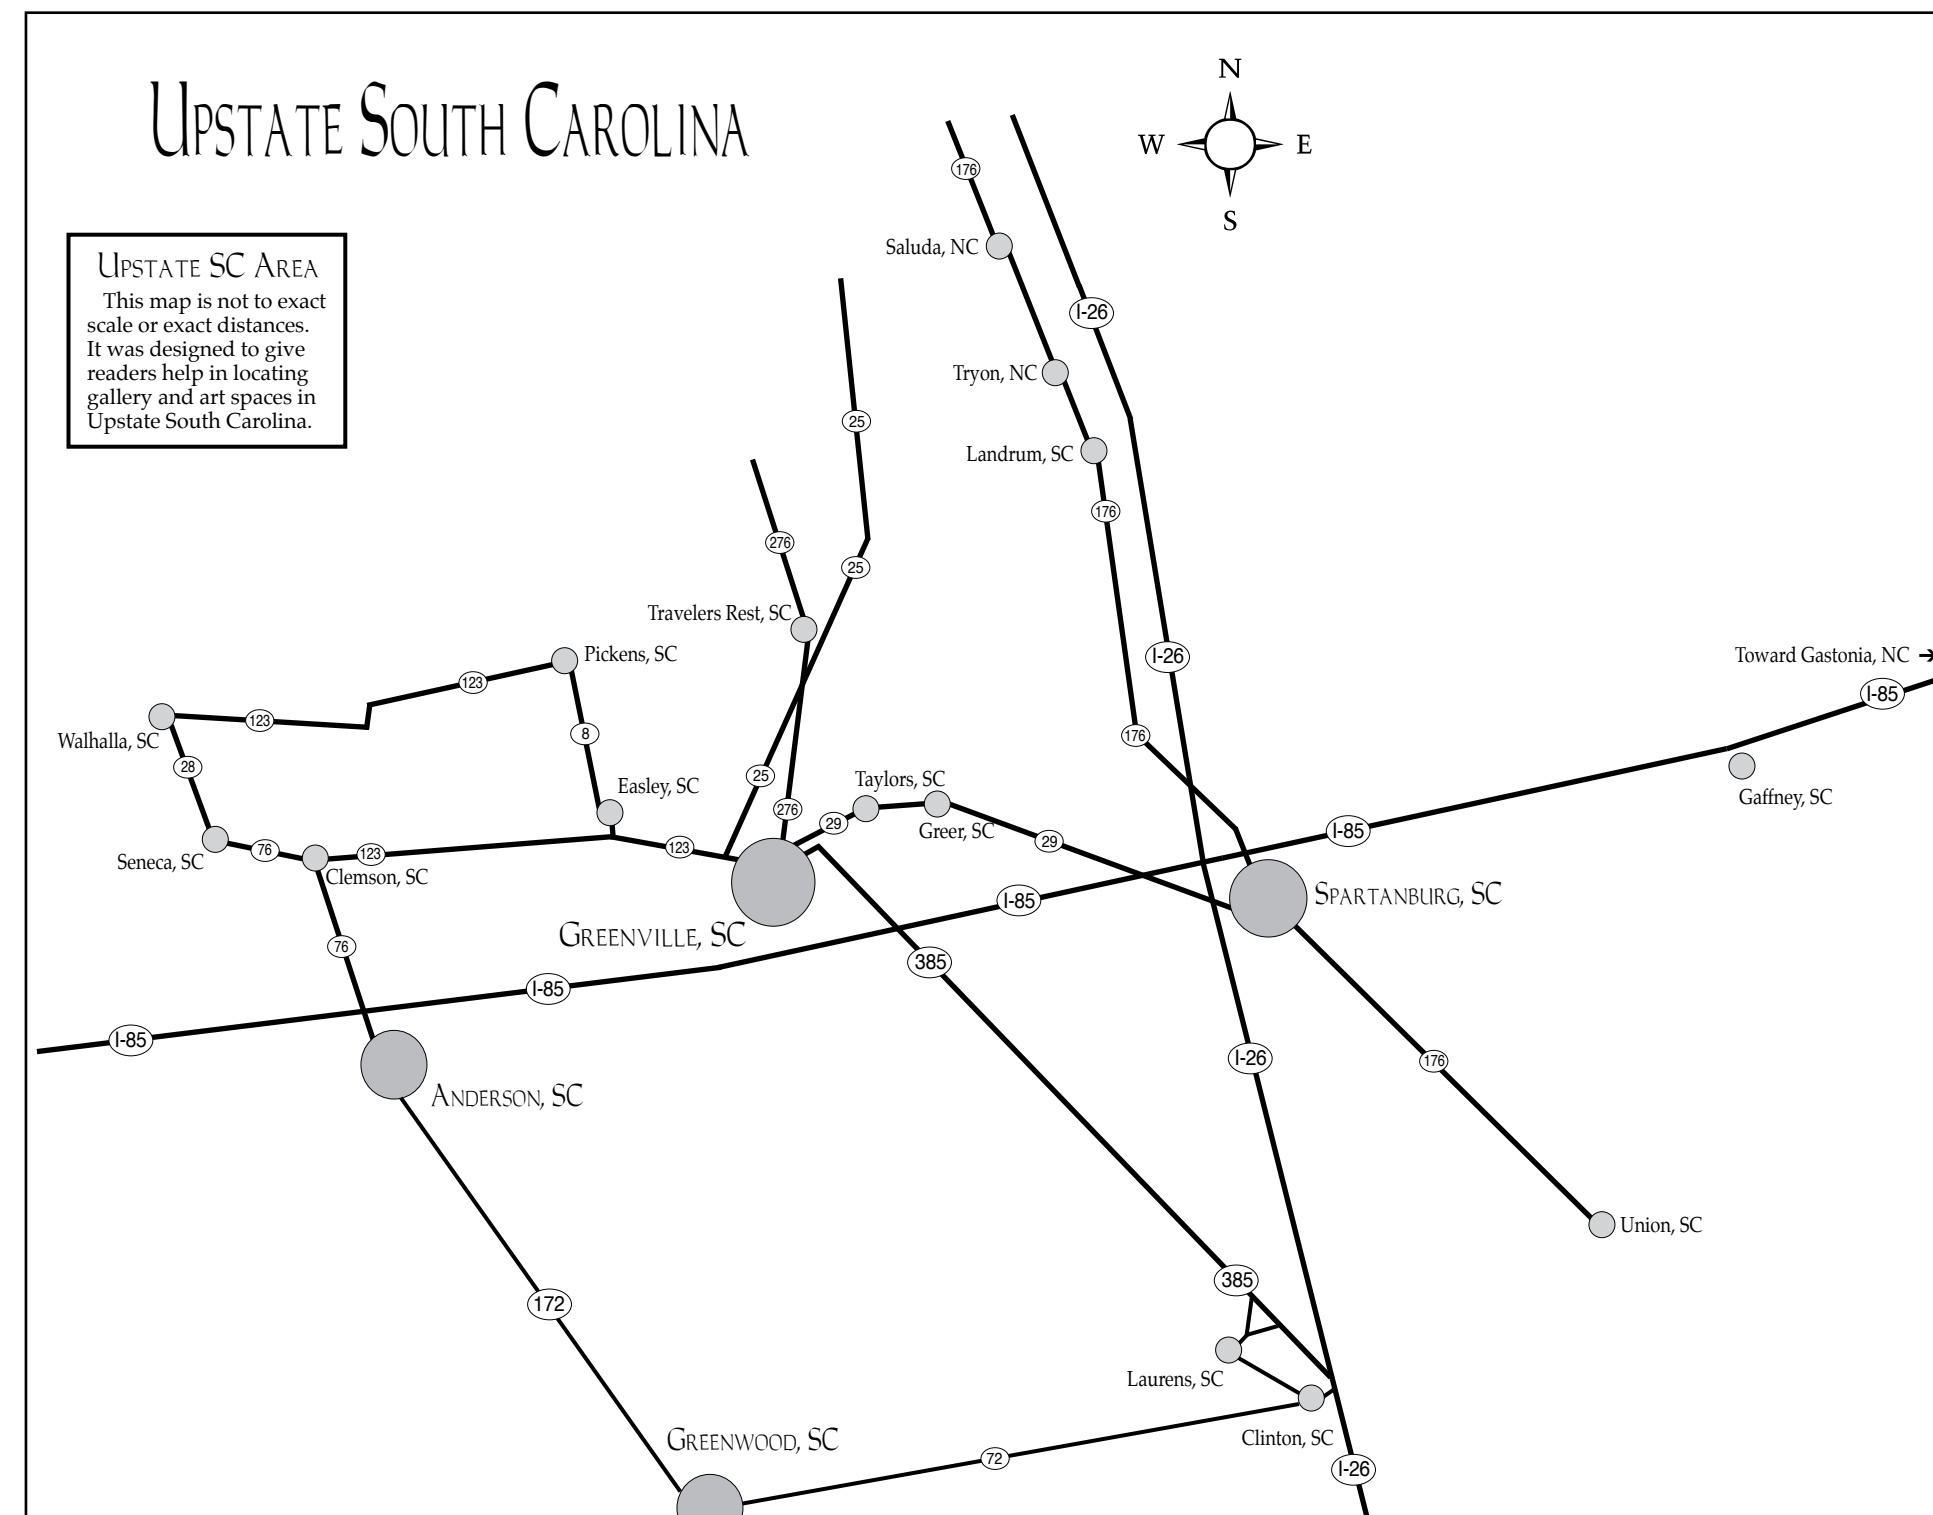 UPSTATE SOUTH CAROLINA
N
W E
S
176
UPSTATE SC AREA
This map is not to exact
scale or exact distances.
It was designed to give
readers help in locating
gallery and art spaces in
Upstate South Carolina.
Saluda, NC
I-26
Tryon, NC
25
Landrum, SC
176
276
25
Travelers Rest, SC
Pickens, SC
I-26
Toward Gastonia, NC ➔
123
I-85
123
8
176
Walhalla, SC
28
25
Taylors, SC
Easley, SC
276
Gaffney, SC
29
Greer, SC
I-85
29
123
76
123
Seneca, SC
Clemson, SC
SPARTANBURG, SC
I-85
GREENVILLE, SC
76
385
I-85
I-85
I-26
176
ANDERSON, SC
Union, SC
385
172
Laurens, SC
Clinton, SC
GREENWOOD, SC
72
I-26